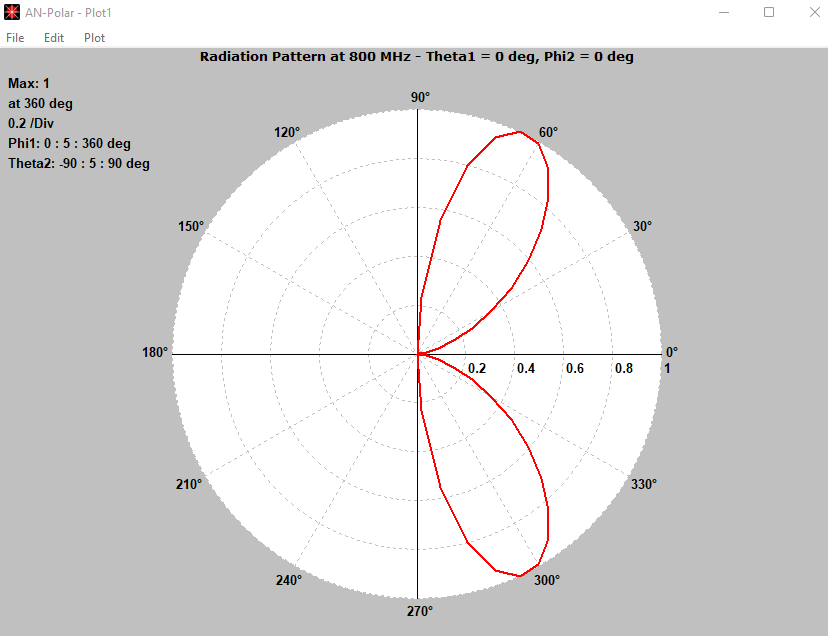 AN-Polar - Plot1
File Edit Plot
Radiation Pattern at 800 MHz - Theta1 = 0 deg, Phi2 = 0 deg
Max: 1
at 360 deg
0.2 /Div
Phi1: 0 : 5 : 360 deg
Theta2: -90 : 5 : 90 deg
90°
120° 60°
150° 30°
180° 0°
0.2 0.4 0.6 0.8 1
210° 330°
240° 300°
270°